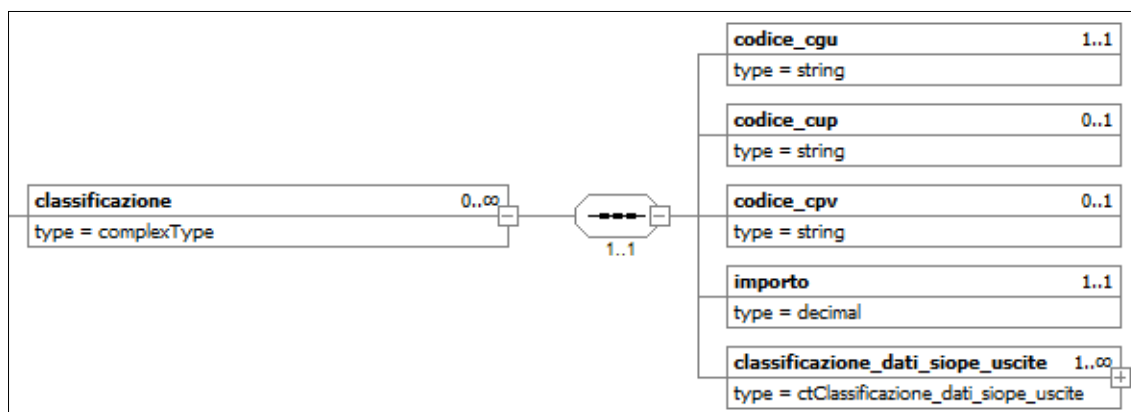 codice_cgu 1..1
type = string
codice_cup 0..1
type = string
classificazione 0..∞
type = complexType
1..1
codice_cpv 0..1
type = string
importo 1..1
type = decimal
classificazione_dati_siope_uscite 1..∞
type = ctClassificazione_dati_siope_uscite